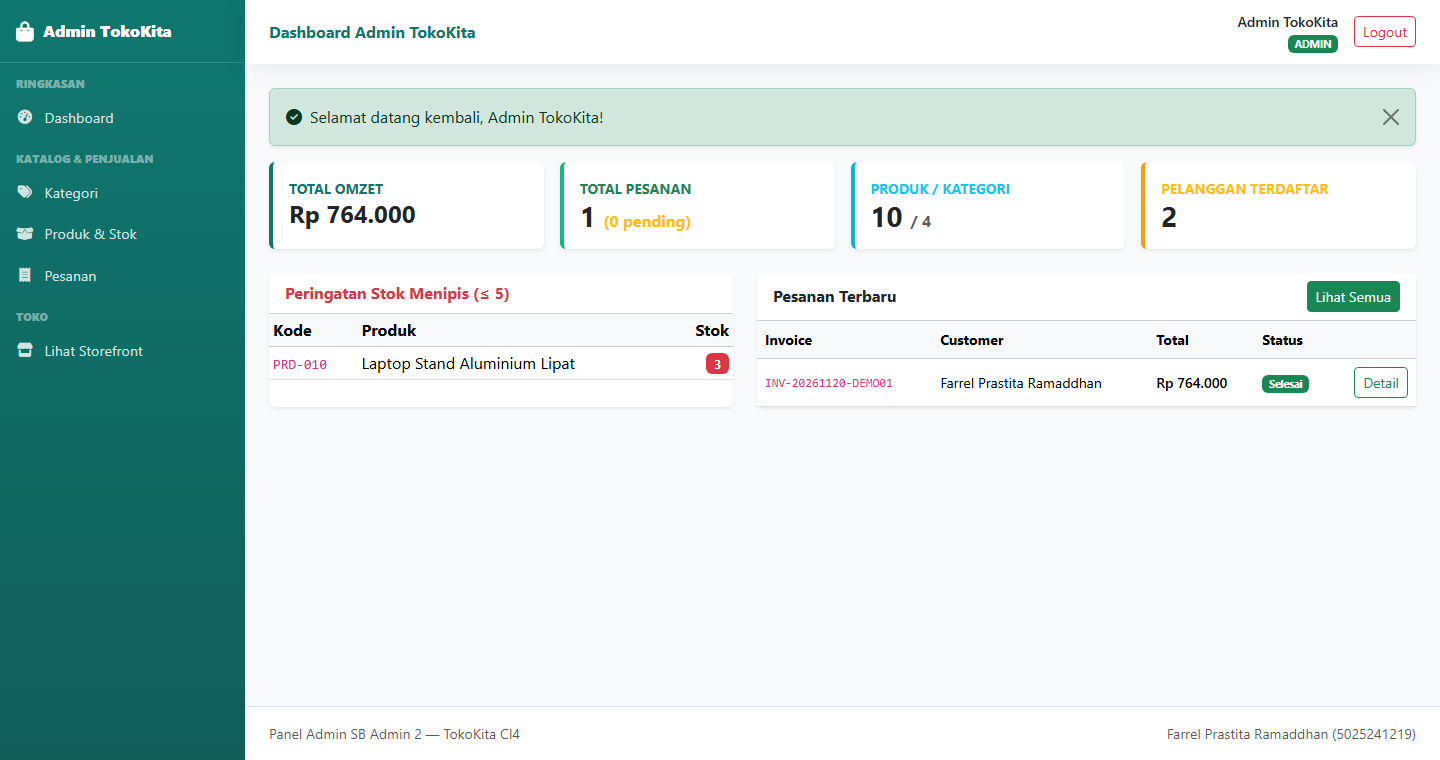 Admin TokoKita
RINGKASAN
Dashboard
KATALOG & PENJUALAN
Kategori
Produk & Stok
Pesanan
TOKO
Lihat Storefront
Dashboard Admin TokoKita
Admin TokoKita
ADMIN
Logout
Selamat datang kembali, Admin TokoKita!
TOTAL OMZET
Rp 764.000
TOTAL PESANAN
1 (0 pending)
PRODUK / KATEGORI
10 / 4
PELANGGAN TERDAFTAR
2
Peringatan Stok Menipis (≤ 5)
Kode Produk Stok
PRD-010 Laptop Stand Aluminium Lipat 3
Pesanan Terbaru
Lihat Semua
Invoice Customer Total Status
INV-20261120-DEMO01 Farrel Prastita Ramaddhan Rp 764.000 Selesai Detail
Panel Admin SB Admin 2 — TokoKita CI4
Farrel Prastita Ramaddhan (5025241219)